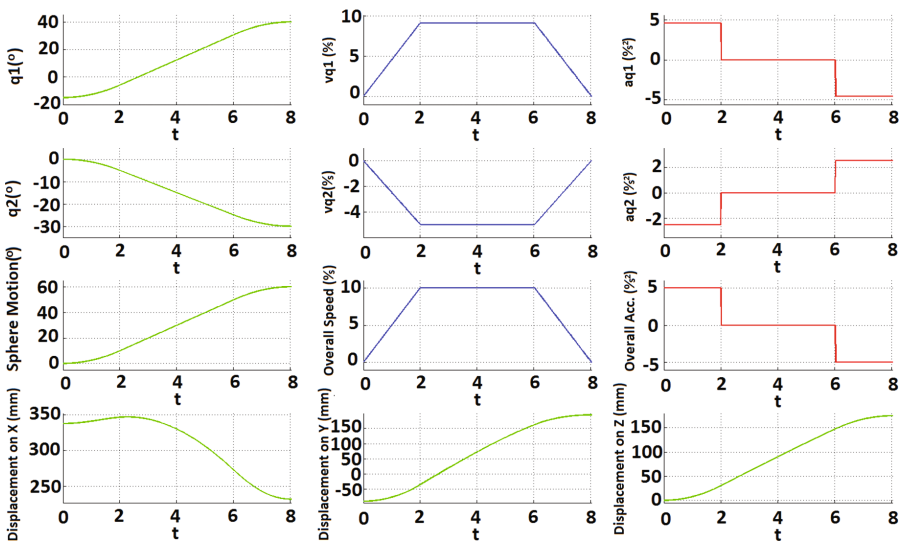 q1(º)
40
20
0
-20
0 2 4 6 8
t
vq1 (%)
10
5
0
0 2 4 6 8
t
aq1 (%²)
5
0
-5
0 2 4 6 8
t
q2(º)
0
-10
-20
-30
0 2 4 6 8
t
vq2(%)
0
-2
-4
0 2 4 6 8
t
aq2 (%²)
2
0
-2
0 2 4 6 8
t
Sphere Motion(º)
60
40
20
0
0 2 4 6 8
t
Overall Speed (%)
10
5
0
0 2 4 6 8
t
Overall Acc. (%²)
5
0
-5
0 2 4 6 8
t
Displacement on X (mm)
350
300
250
0 2 4 6 8
t
Displacement on Y (mm)
150
100
50
0
-50
0 2 4 6 8
t
Displacement on Z (mm)
150
100
50
0
0 2 4 6 8
t